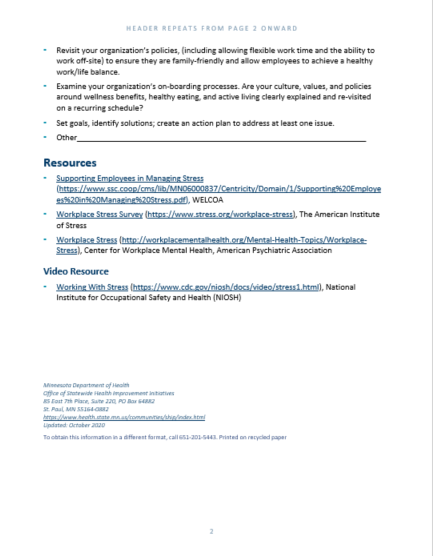 HEADER REPEATS FROM PAGE 2 ONWARD
▪ Revisit your organization's policies, (including allowing flexible work time and the ability to
work off-site) to ensure they are family-friendly and allow employees to achieve a healthy
work/life balance.
▪ Examine your organization's on-boarding processes. Are your culture, values, and policies
around wellness benefits, healthy eating, and active living clearly explained and re-visited
on a recurring schedule?
▪ Set goals, identify solutions; create an action plan to address at least one issue.
▪ Other
Resources
▪ Supporting Employees in Managing Stress
(https://www.ssc.coop/cms/lib/MN06000837/Centricity/Domain/1/Supporting%20Employe
es%20in%20Managing%20Stress.pdf), WELCOA
▪ Workplace Stress Survey (https://www.stress.org/workplace-stress), The American Institute
of Stress
▪ Workplace Stress (http://workplacementalhealth.org/Mental-Health-Topics/Workplace-
Stress), Center for Workplace Mental Health, American Psychiatric Association
Video Resource
▪ Working With Stress (https://www.cdc.gov/niosh/docs/video/stress1.html), National
Institute for Occupational Safety and Health (NIOSH)
Minnesota Department of Health
Office of Statewide Health Improvement Initiatives
85 East 7th Place, Suite 220, PO Box 64882
St. Paul, MN 55164-0882
https://www.health.state.mn.us/communities/ship/index.html
Updated: October 2020
To obtain this information in a different format, call 651-201-5443. Printed on recycled paper
2